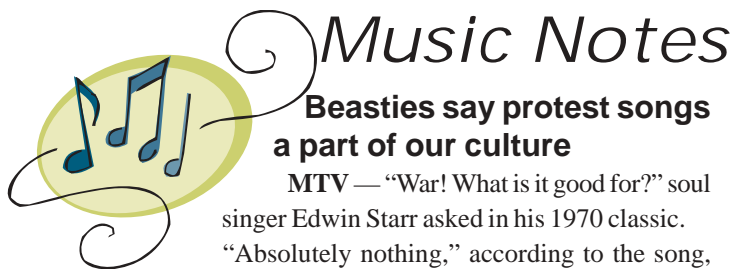 Music Notes
Beasties say protest songs
a part of our culture
MTV — “War! What is it good for?” soul
singer Edwin Starr asked in his 1970 classic.
“Absolutely nothing,” according to the song,